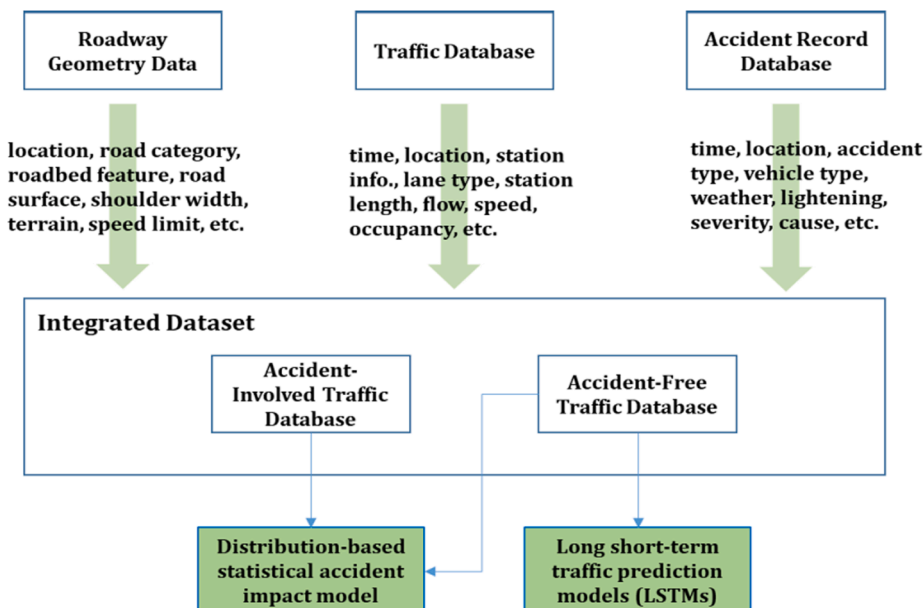 Roadway
Geometry Data
Traffic Database
Accident Record
Database
location, road category,
roadbed feature, road
surface, shoulder width,
terrain, speed limit, etc.
time, location, station
info., lane type, station
length, flow, speed,
occupancy, etc.
time, location, accident
type, vehicle type,
weather, lightening,
severity, cause, etc.
Integrated Dataset
Accident-
Involved Traffic
Database
Accident-Free
Traffic Database
Distribution-based
statistical accident
impact model
Long short-term
traffic prediction
models (LSTMs)